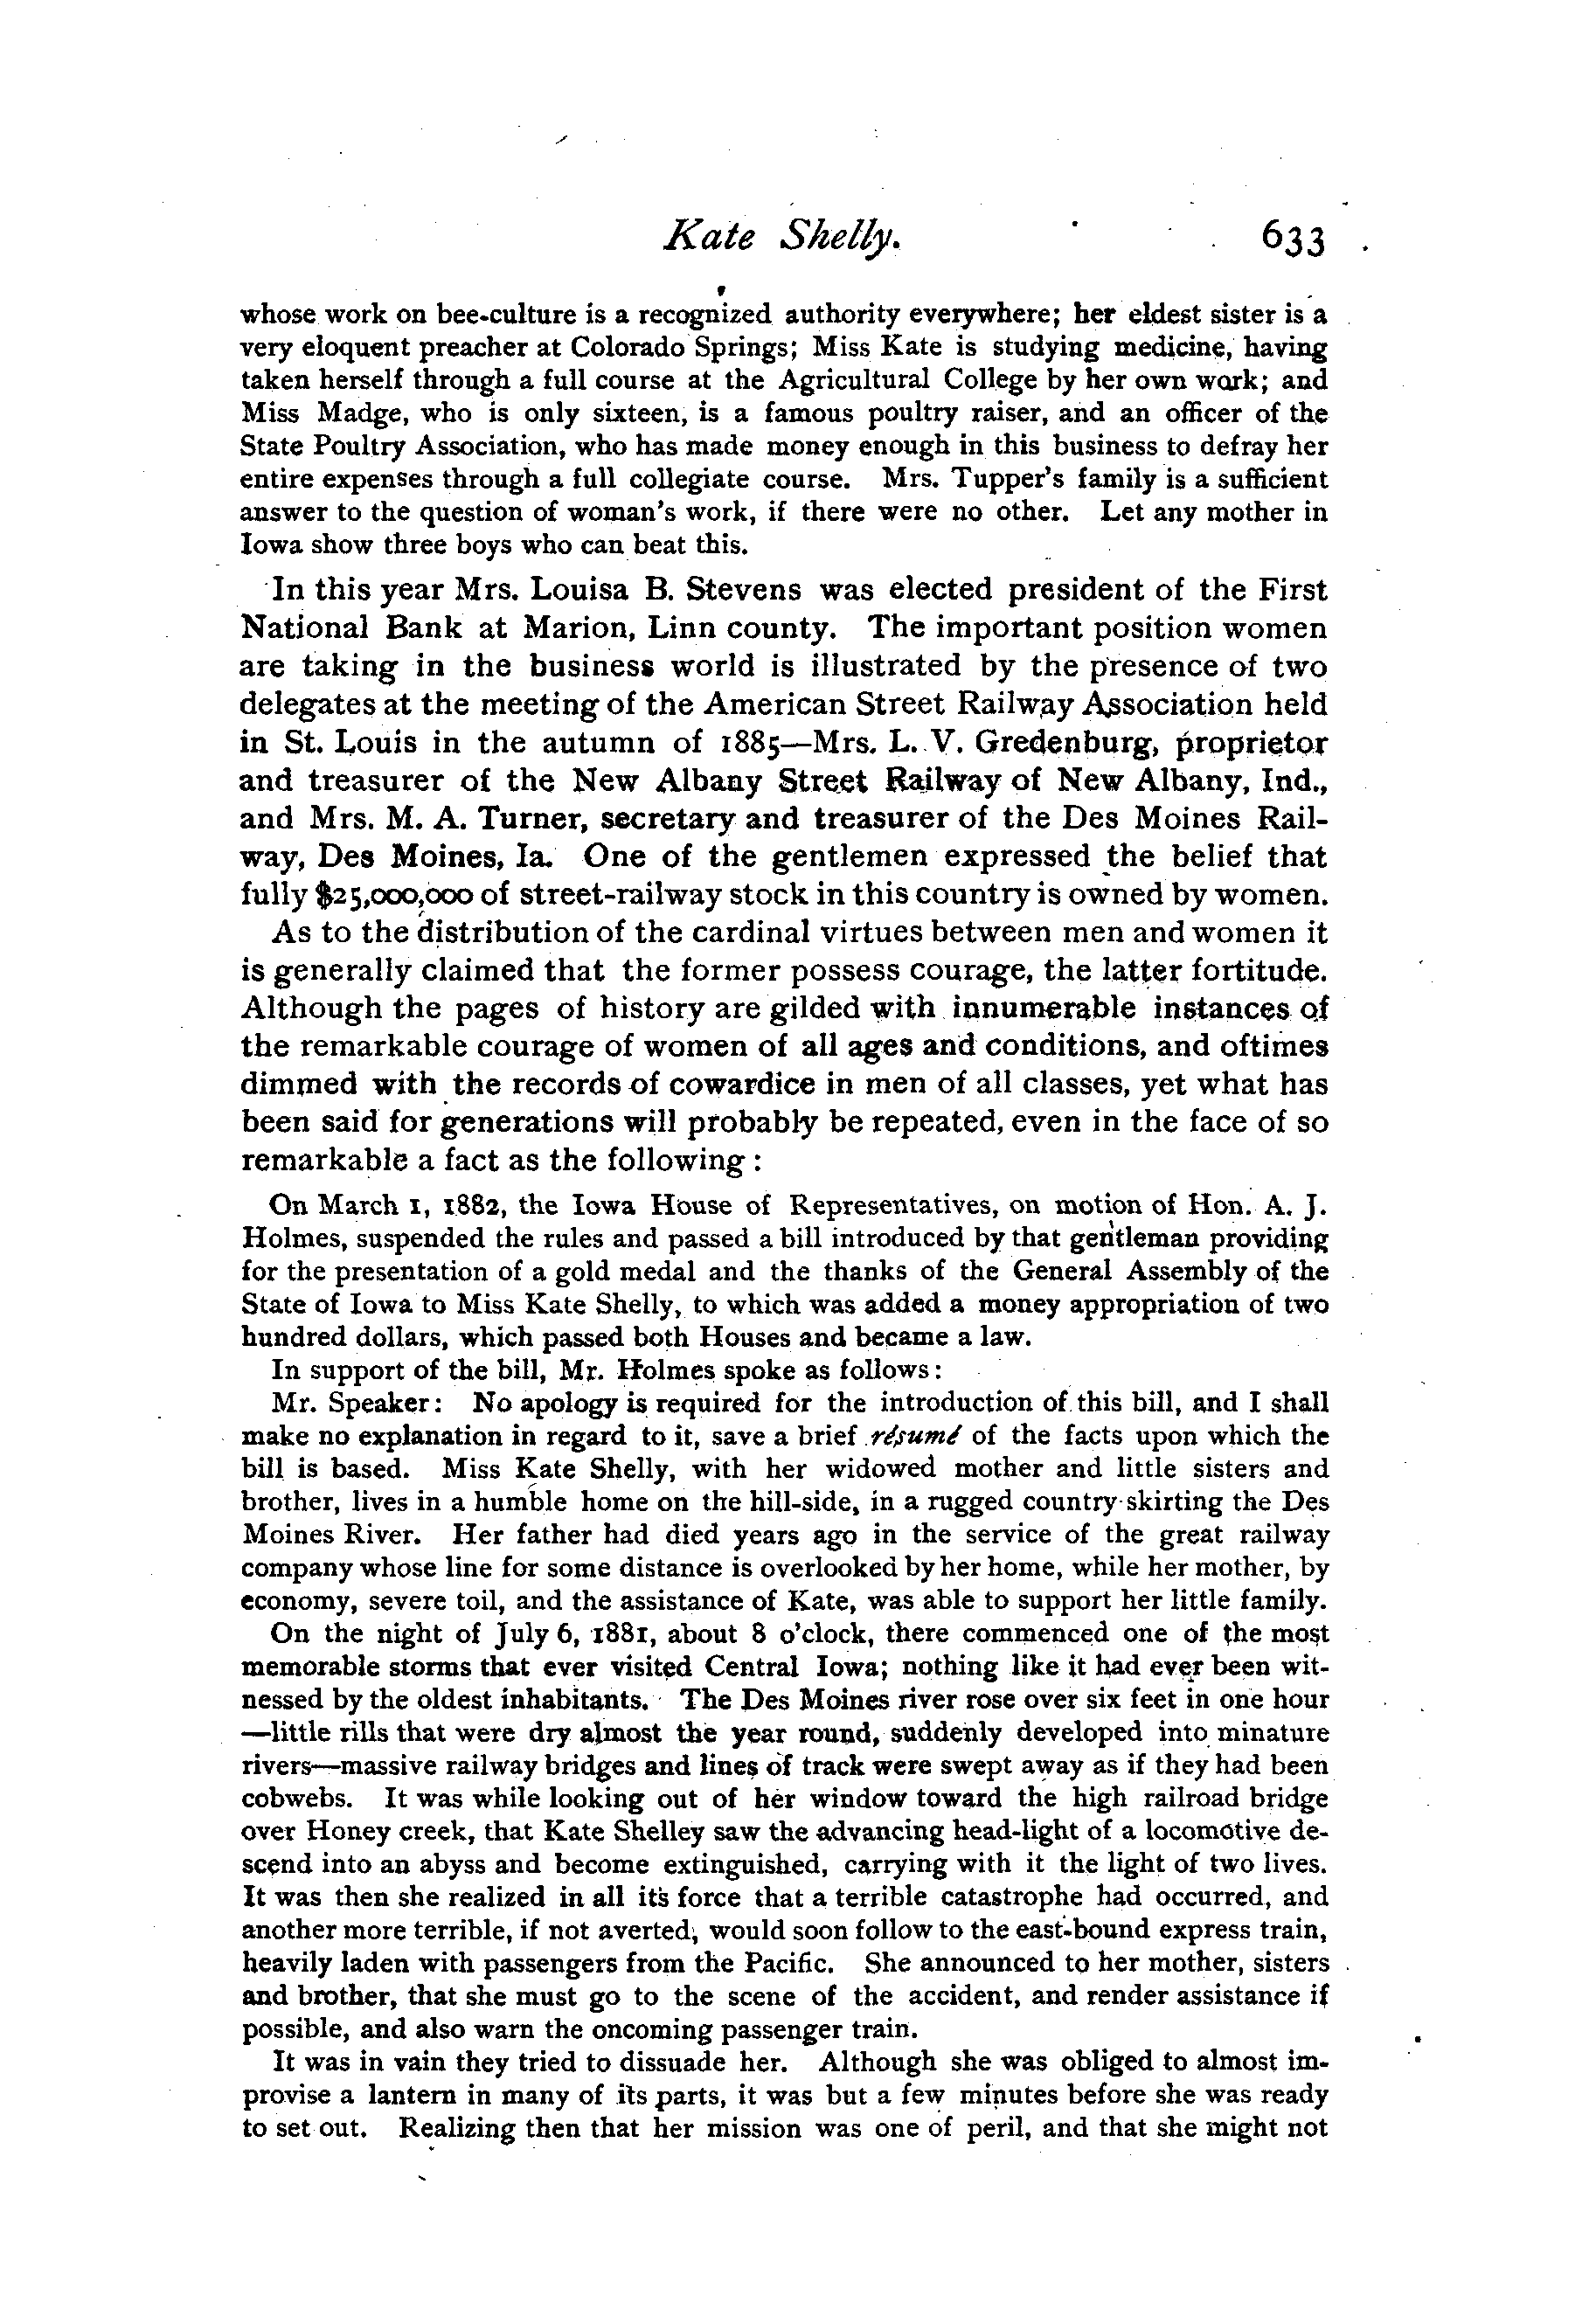 Kate Shelly. 633
whose work on bee-culture is a recognized authority everywhere; her eldest sister is a
very eloquent preacher at Colorado Springs; Miss Kate is studying medicine, having
taken herself through a full course at the Agricultural College by her own work; and
Miss Madge, who is only sixteen, is a famous poultry raiser, and an officer of the
State Poultry Association, who has made money enough in this business to defray her
entire expenses through a full collegiate course. Mrs. Tupper's family is a sufficient
answer to the question of woman's work, if there were no other. Let any mother in
Iowa show three boys who can beat this.
In this year Mrs. Louisa B. Stevens was elected president of the First
National Bank at Marion, Linn county. The important position women
are taking in the business world is illustrated by the presence of two
delegates at the meeting of the American Street Railway Association held
in St. Louis in the autumn of 1885—Mrs. L. V. Gredenburg, proprietor
and treasurer of the New Albany Street Railway of New Albany, Ind.,
and Mrs. M. A. Turner, secretary and treasurer of the Des Moines Rail-
way, Des Moines, Ia. One of the gentlemen expressed the belief that
fully $25,000,000 of street-railway stock in this country is owned by women.
As to the distribution of the cardinal virtues between men and women it
is generally claimed that the former possess courage, the latter fortitude.
Although the pages of history are gilded with innumerable instances of
the remarkable courage of women of all ages and conditions, and oftimes
dimmed with the records of cowardice in men of all classes, yet what has
been said for generations will probably be repeated, even in the face of so
remarkable a fact as the following :
On March 1, 1882, the Iowa House of Representatives, on motion of Hon. A. J.
Holmes, suspended the rules and passed a bill introduced by that gentleman providing
for the presentation of a gold medal and the thanks of the General Assembly of the
State of Iowa to Miss Kate Shelly, to which was added a money appropriation of two
hundred dollars, which passed both Houses and became a law.
In support of the bill, Mr. Holmes spoke as follows:
Mr. Speaker: No apology is required for the introduction of this bill, and I shall
make no explanation in regard to it, save a brief résumé of the facts upon which the
bill is based. Miss Kate Shelly, with her widowed mother and little sisters and
brother, lives in a humble home on the hill-side, in a rugged country skirting the Des
Moines River. Her father had died years ago in the service of the great railway
company whose line for some distance is overlooked by her home, while her mother, by
economy, severe toil, and the assistance of Kate, was able to support her little family.
On the night of July 6, 1881, about 8 o'clock, there commenced one of the most
memorable storms that ever visited Central Iowa; nothing like it had ever been wit-
nessed by the oldest inhabitants. The Des Moines river rose over six feet in one hour
—little rills that were dry almost the year round, suddenly developed into minature
rivers—massive railway bridges and lines of track were swept away as if they had been
cobwebs. It was while looking out of her window toward the high railroad bridge
over Honey creek, that Kate Shelley saw the advancing head-light of a locomotive de-
scend into an abyss and become extinguished, carrying with it the light of two lives.
It was then she realized in all its force that a terrible catastrophe had occurred, and
another more terrible, if not averted, would soon follow to the east-bound express train,
heavily laden with passengers from the Pacific. She announced to her mother, sisters
and brother, that she must go to the scene of the accident, and render assistance if
possible, and also warn the oncoming passenger train.
It was in vain they tried to dissuade her. Although she was obliged to almost im-
provise a lantern in many of its parts, it was but a few minutes before she was ready
to set out. Realizing then that her mission was one of peril, and that she might not